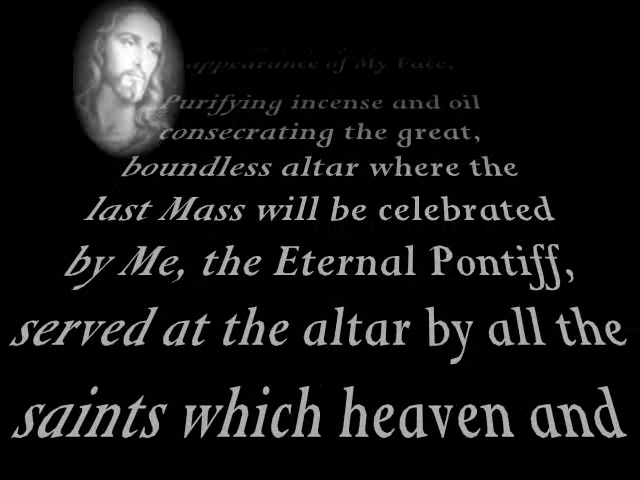 appearance of My Face.
Purifying incense and oil
consecrating the great,
boundless altar where the
last Mass will be celebrated
by Me, the Eternal Pontiff,
served at the altar by all the
saints which heaven and